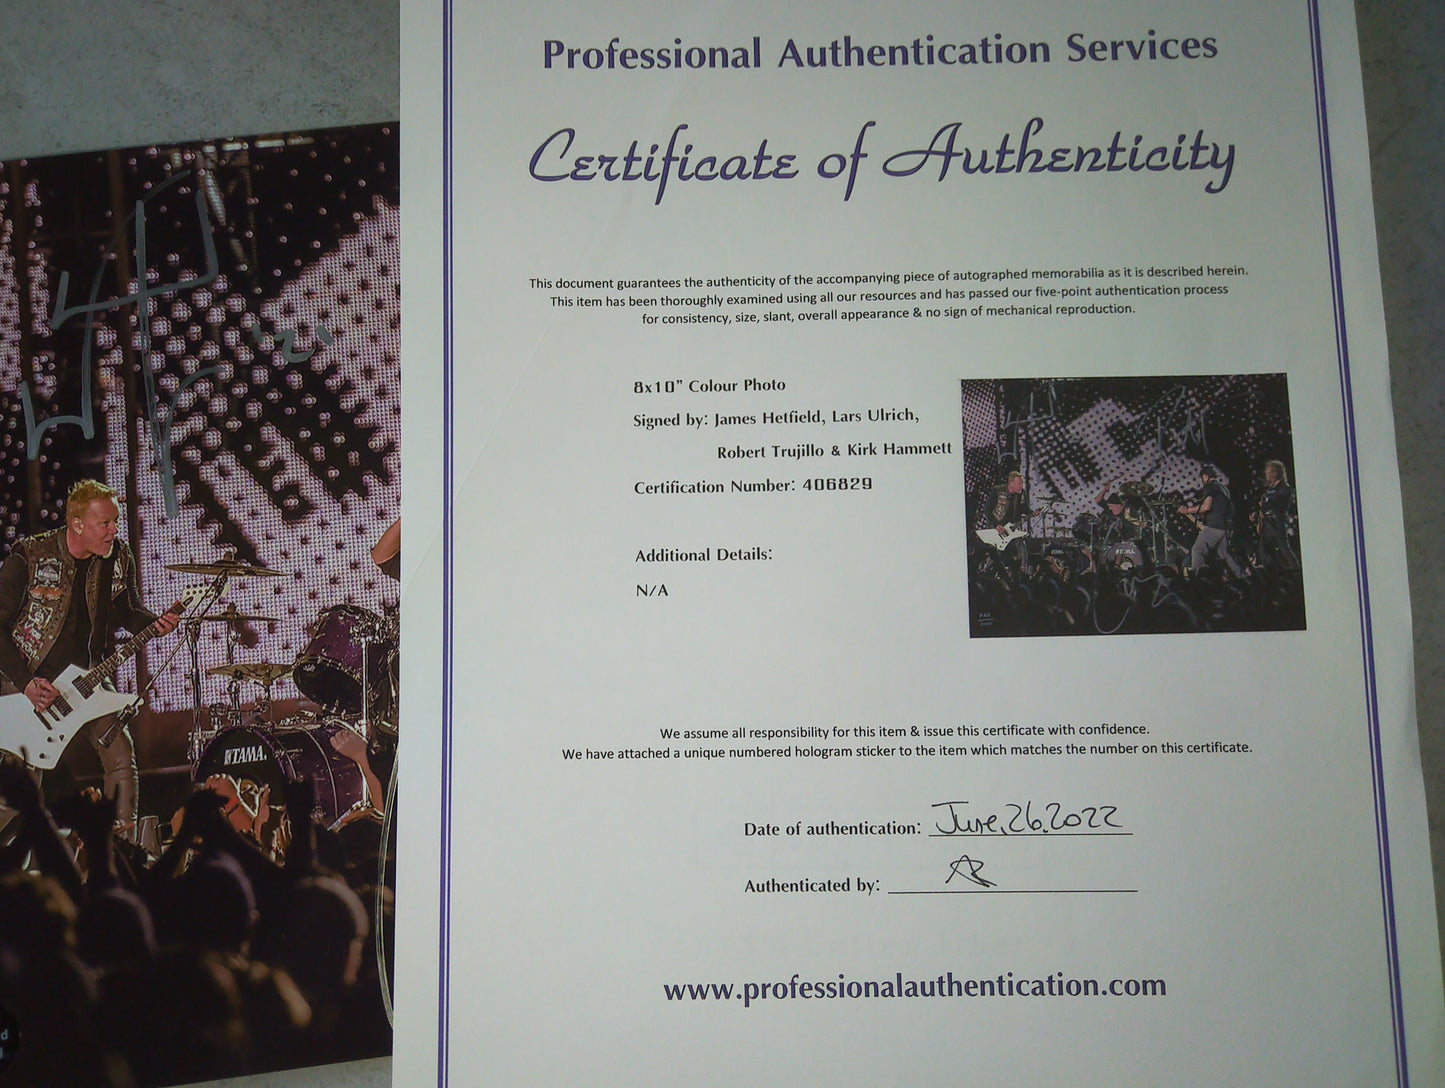 Professional Authentication Services
Certificate of Authenticity
This document guarantees the authenticity of the accompanying piece of autographed memorabilia as it is described herein.
This item has been thoroughly examined using all our resources and has passed our five-point authentication process
for consistency, size, slant, overall appearance & no sign of mechanical reproduction.
8x10” Colour Photo
Signed by: James Hetfield, Lars Ulrich,
Robert Trujillo & Kirk Hammett
Certification Number: 406829
Additional Details:
N/A
We assume all responsibility for this item & issue this certificate with confidence.
We have attached a unique numbered hologram sticker to the item which matches the number on this certificate.
Date of authentication: June, 26, 2022
Authenticated by:
www.professionalauthentication.com
'21
TAMA
TAMA